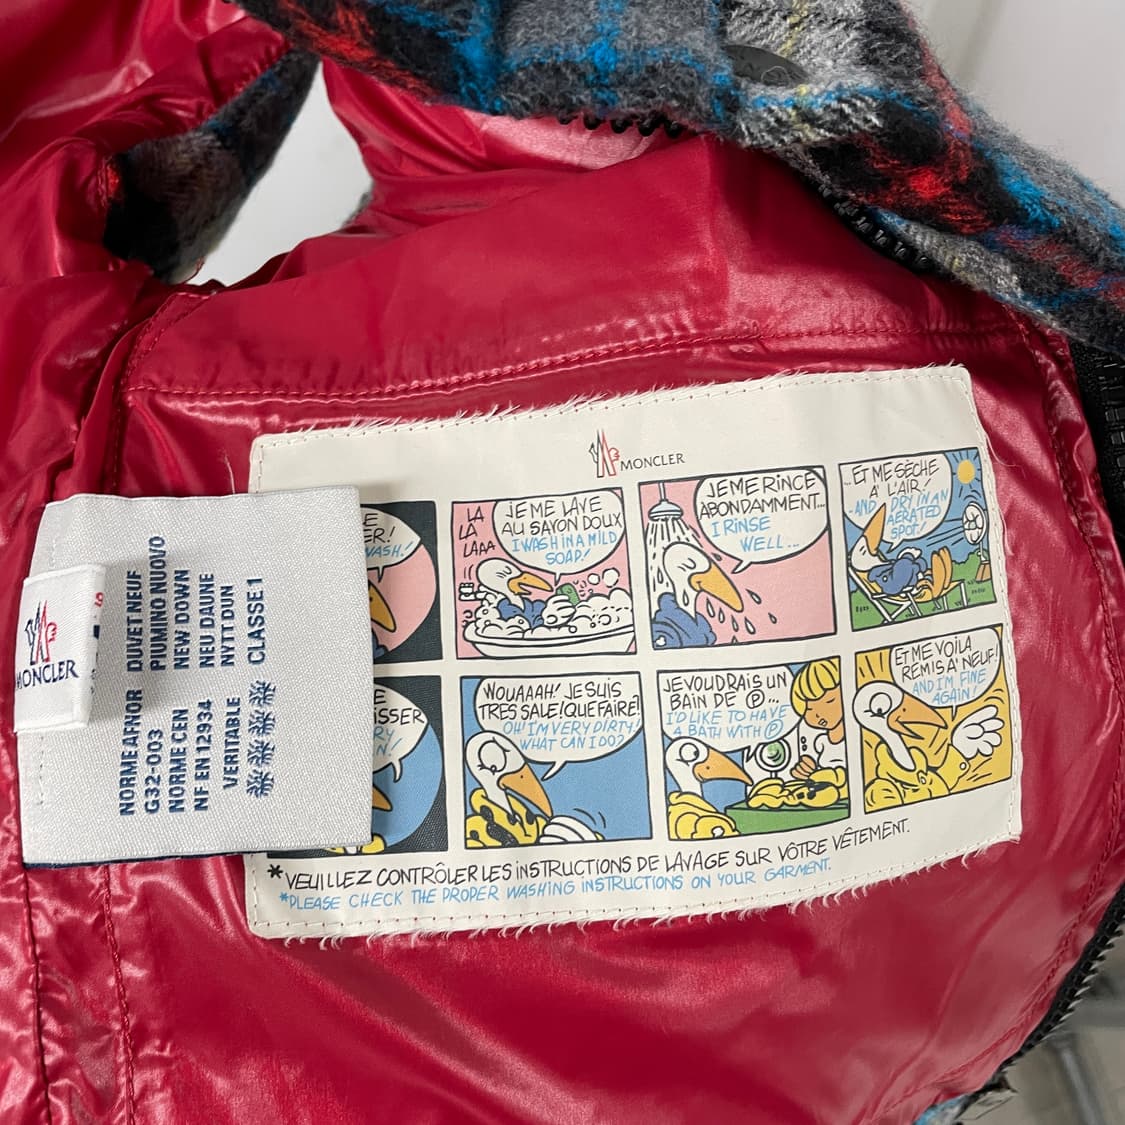 MONCLER
E
ER!
WASH!
LA
LA
LAAA
JE ME LAVE
AU SAVON DOUX
I WASH IN A MILD
SOAP!
JE ME RINCE
ABONDAMMENT...
I RINSE
WELL...
...ET ME SÈCHE
A' L'AIR!
...AND I DRY IN AN
AERATED
SPOT!
E
ISSER
RY
N!
WOUAAAH! JE SUIS
TRES SALE! QUE FAIRE!
OH! I'M VERY DIRTY!
WHAT CAN I DO?
JE VOUDRAIS UN
BAIN DE Ⓟ...
I'D LIKE TO HAVE
A BATH WITH Ⓟ
ET ME VOILA
REMIS A' NEUF!
AND I'M FINE
AGAIN!
* VEUILLEZ CONTRÔLER LES INSTRUCTIONS DE LAVAGE SUR VÔTRE VÊTEMENT.
*PLEASE CHECK THE PROPER WASHING INSTRUCTIONS ON YOUR GARMENT.
MONCLER
NORME AFNOR DUVET NEUF
G32-003 PIUMINO NUOVO
NORME CEN NEW DOWN
NF EN 12934 NEU DAUNE
VERITABLE NYTT DUN
CLASSE 1